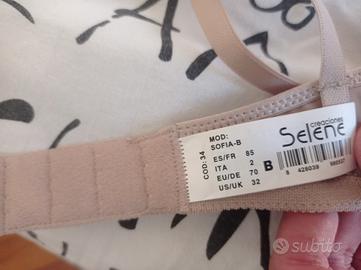 COD: 34
MOD:
SOFIA-B
ES/FR 85
ITA 2
EU/DE 70
US/UK 32
B
creaciones
Selene
subito